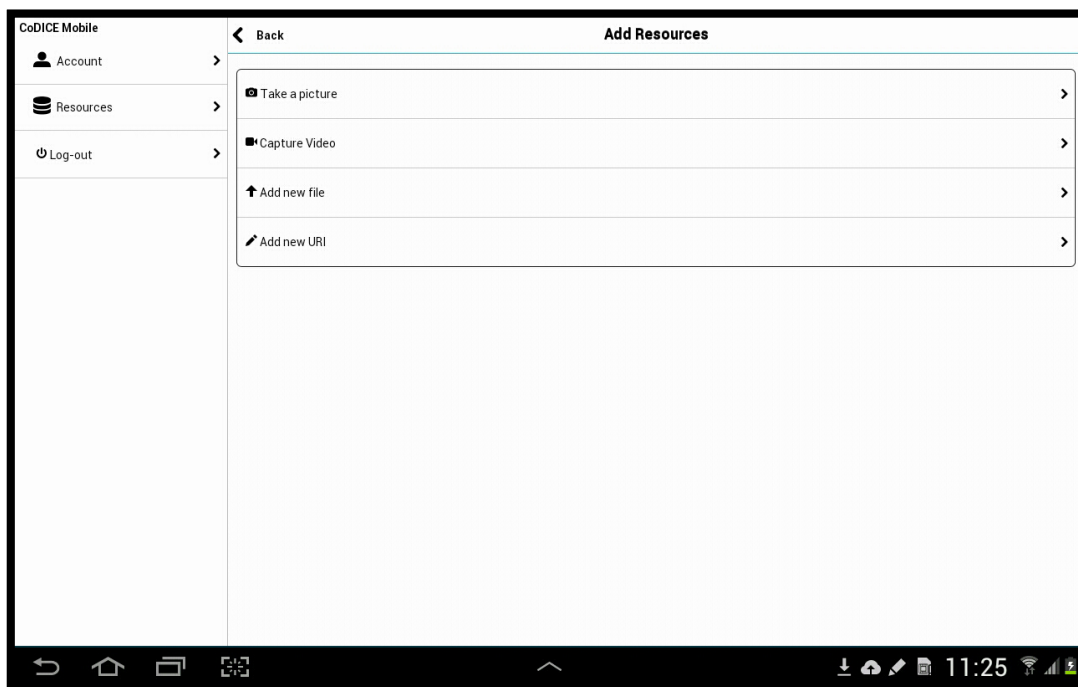 CoDICE Mobile
Account
Resources
Log-out
Back
Add Resources
Take a picture
Capture Video
Add new file
Add new URI
11:25